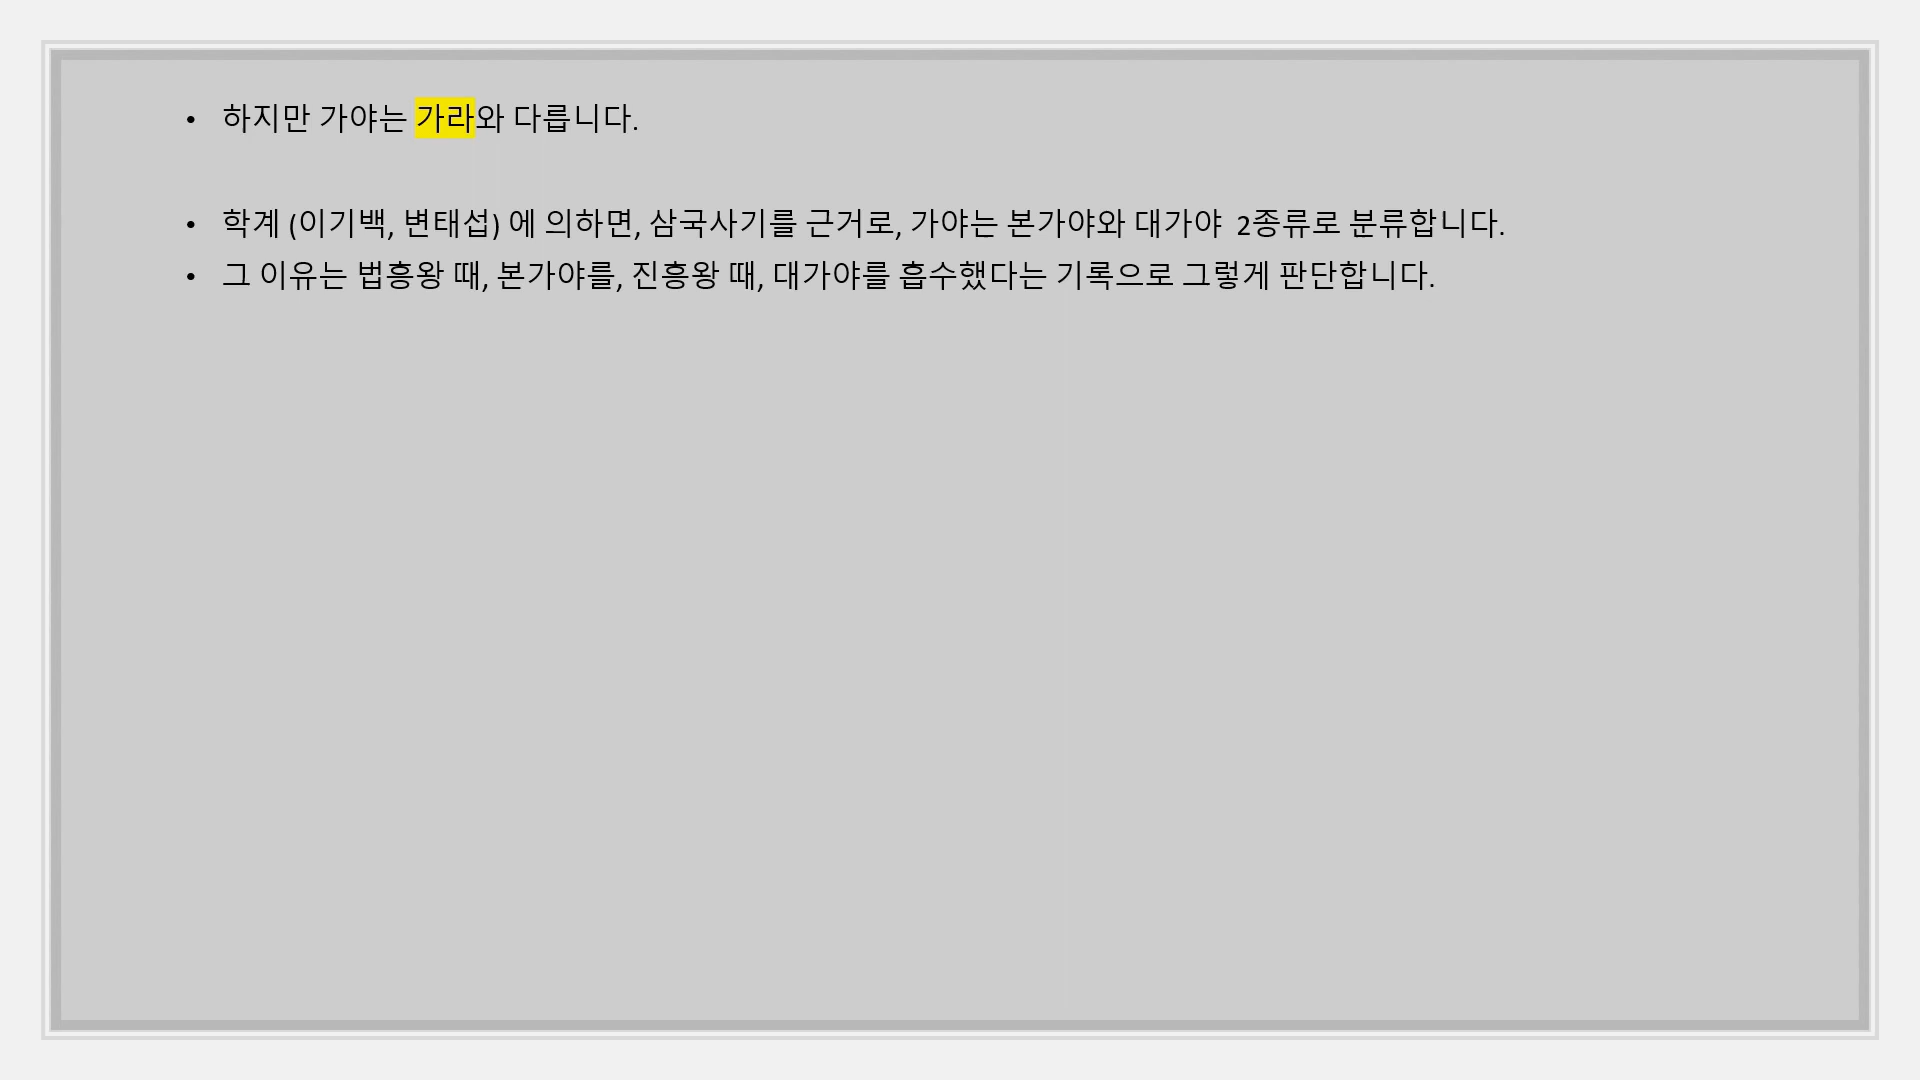 • 하지만 가야는 가라와 다릅니다.
• 학계 (이기백, 변태섭) 에 의하면, 삼국사기를 근거로, 가야는 본가야와 대가야 2종류로 분류합니다.
• 그 이유는 법흥왕 때, 본가야를, 진흥왕 때, 대가야를 흡수했다는 기록으로 그렇게 판단합니다.